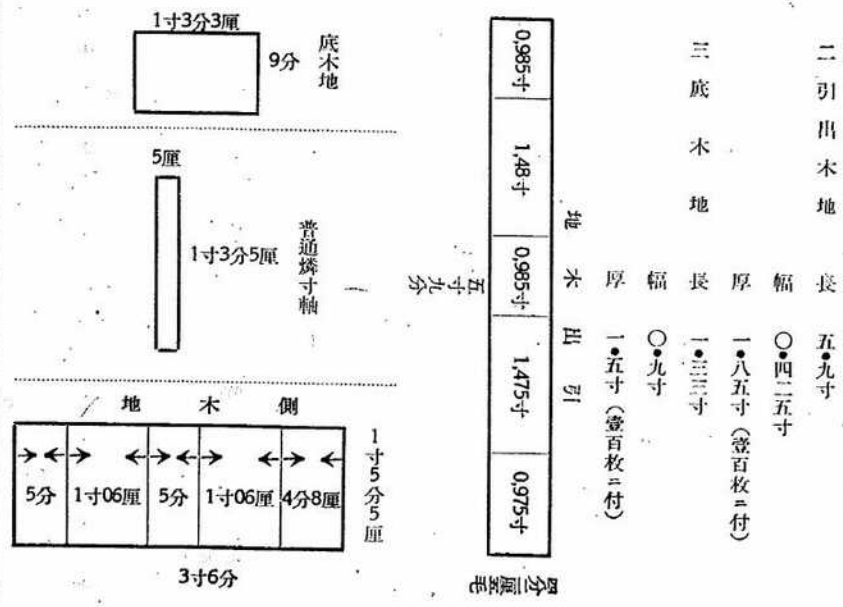 二引出木地　長　五●九寸
幅　〇●四二五寸
厚　一●八五寸（壹百枚ニ付）
三底木地　長　一●三三寸
幅　〇●九寸
厚　一●五寸（壹百枚ニ付）
引出木地
0,985寸
1,48寸
0,985寸
1,475寸
0,975寸
五寸九分
四分二厘五毛
1寸3分3厘
9分
底木地
5厘
1寸3分5厘
普通燐寸軸
側木地
5分
1寸06厘
5分
1寸06厘
4分8厘
1寸5分5厘
3寸6分